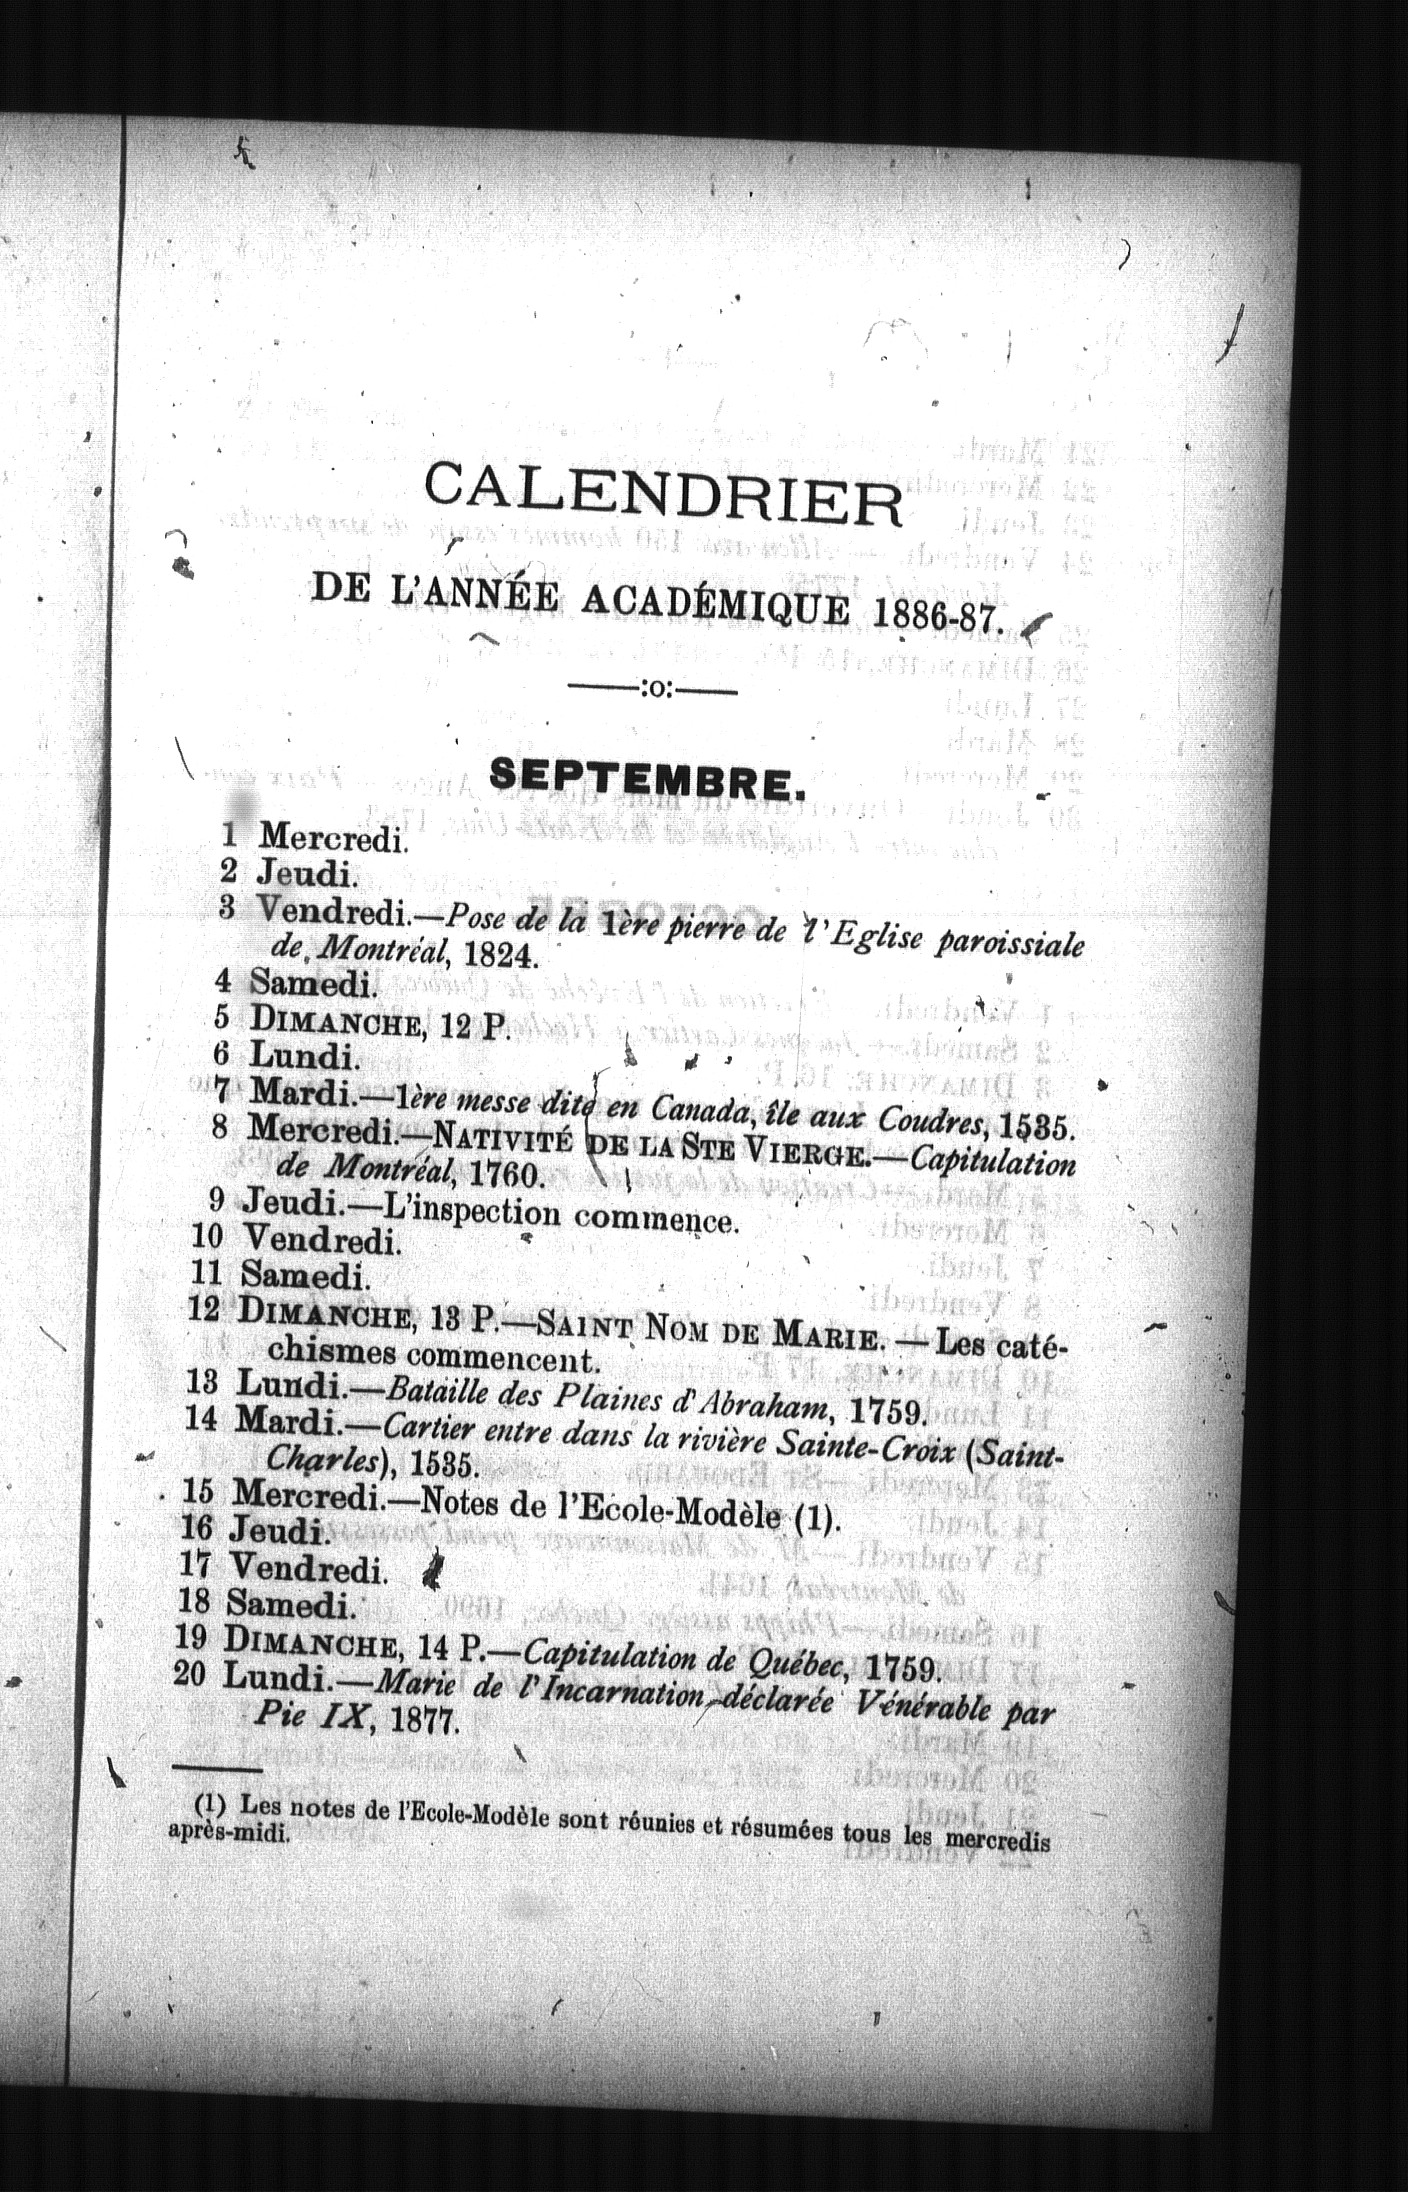 CALENDRIER
DE L'ANNÉE ACADÉMIQUE 1886-87.
——:o:——
SEPTEMBRE.
1 Mercredi.
2 Jeudi.
3 Vendredi.—Pose de la 1ère pierre de l'Eglise paroissiale
de Montréal, 1824.
4 Samedi.
5 DIMANCHE, 12 P.
6 Lundi.
7 Mardi.—1ère messe dite en Canada, île aux Coudres, 1535.
8 Mercredi.—NATIVITÉ DE LA STE VIERGE.—Capitulation
de Montréal, 1760.
9 Jeudi.—L'inspection commence.
10 Vendredi.
11 Samedi.
12 DIMANCHE, 13 P.—SAINT NOM DE MARIE.—Les caté-
chismes commencent.
13 Lundi.—Bataille des Plaines d'Abraham, 1759.
14 Mardi.—Cartier entre dans la rivière Sainte-Croix (Saint-
Charles), 1535.
15 Mercredi.—Notes de l'Ecole-Modèle (1).
16 Jeudi.
17 Vendredi.
18 Samedi.
19 DIMANCHE, 14 P.—Capitulation de Québec, 1759.
20 Lundi.—Marie de l'Incarnation déclarée Vénérable par
Pie IX, 1877.
(1) Les notes de l'Ecole-Modèle sont réunies et résumées tous les mercredis
après-midi.